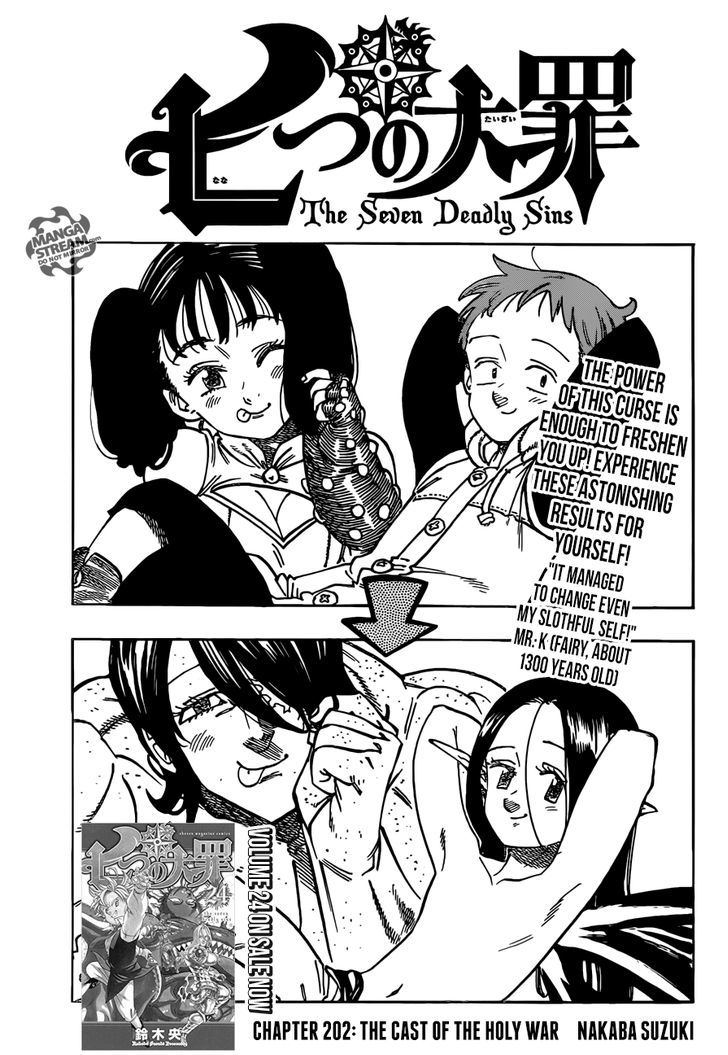 七つの大罪
なな
たいざい
The Seven Deadly Sins
MANGA
STREAM.com
DO NOT MIRROR
THE POWER
OF THIS CURSE IS
ENOUGH TO FRESHEN
YOU UP! EXPERIENCE
THESE ASTONISHING
RESULTS FOR
YOURSELF!
"IT MANAGED
TO CHANGE EVEN
MY SLOTHFUL SELF!"
MR. K (FAIRY, ABOUT
1300 YEARS OLD)
七つの大罪
鈴木央
VOLUME 24 ON SALE NOW
CHAPTER 202: THE CAST OF THE HOLY WAR NAKABA SUZUKI